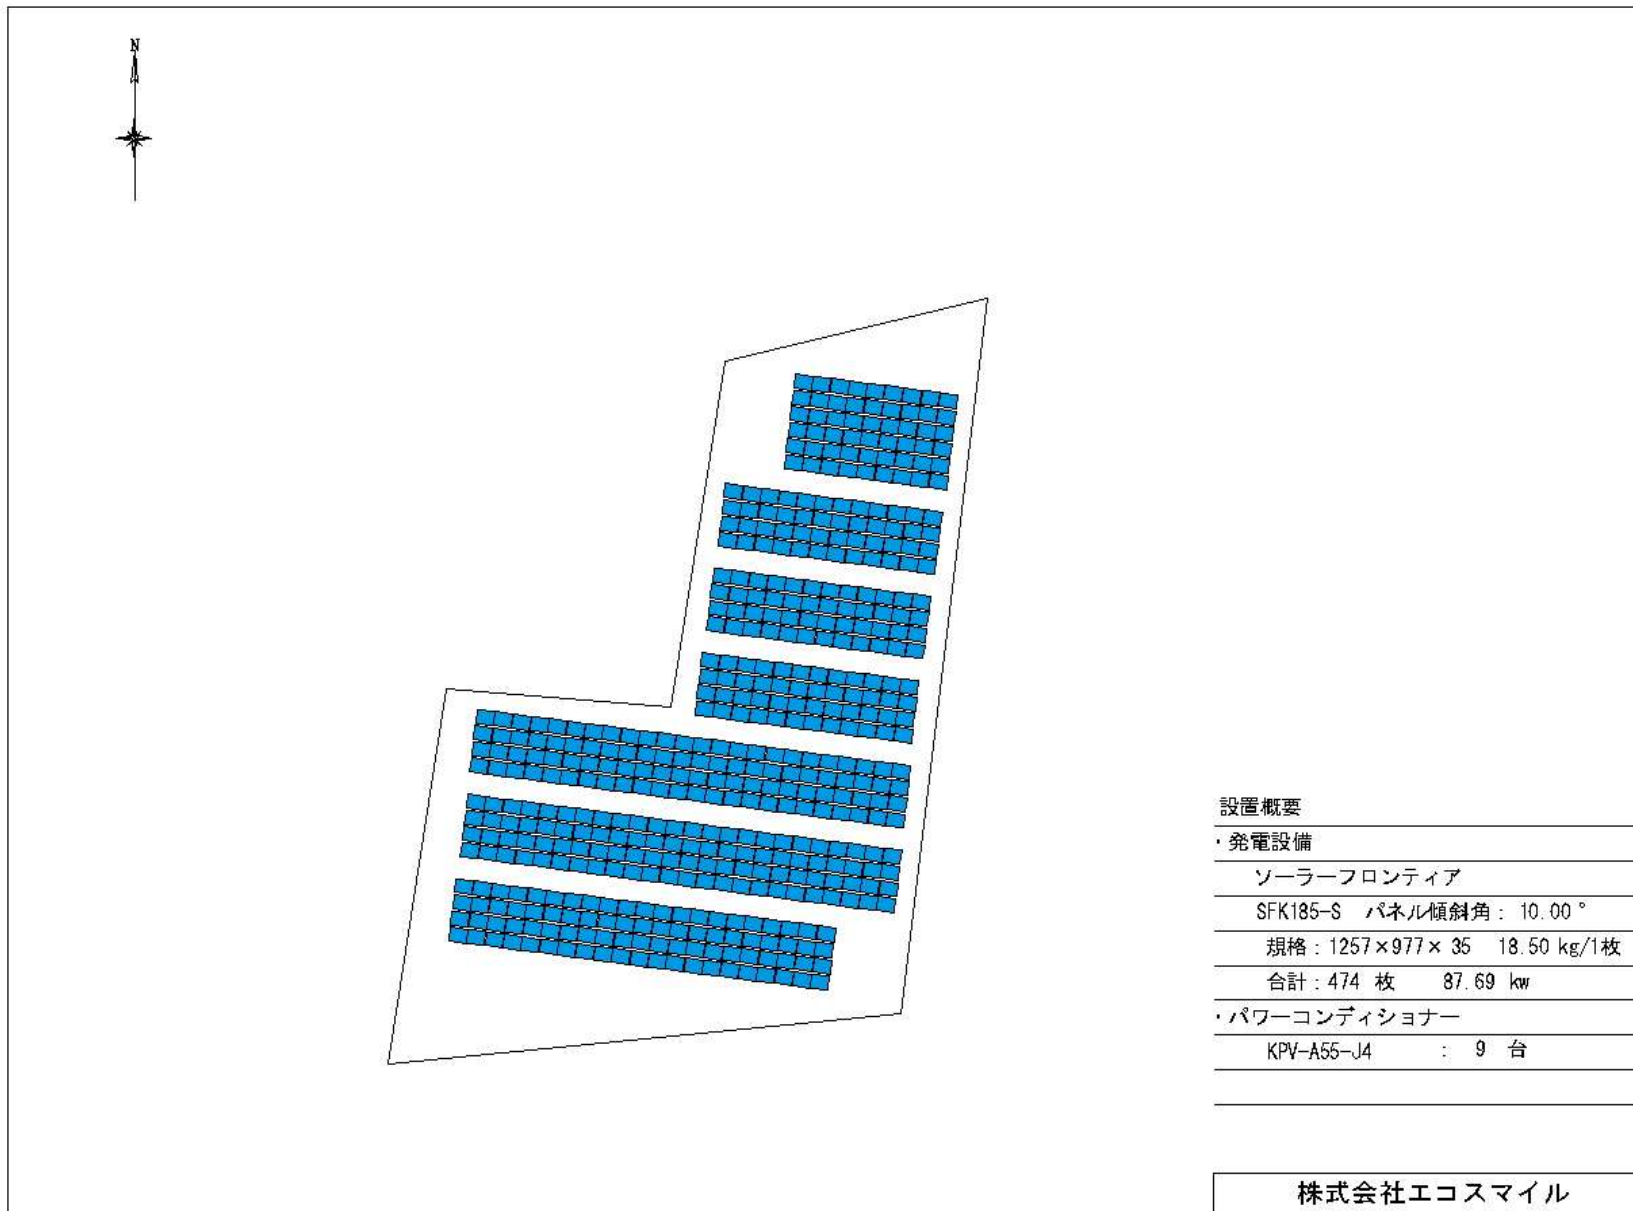 N
設置概要
・発電設備
ソーラーフロンティア
SFK185-S パネル傾斜角：10.00°
規格：1257×977×35 18.50 kg/1枚
合計：474 枚 87.69 kw
・パワーコンディショナー
KPV-A55-J4 ： 9 台
株式会社エコスマイル